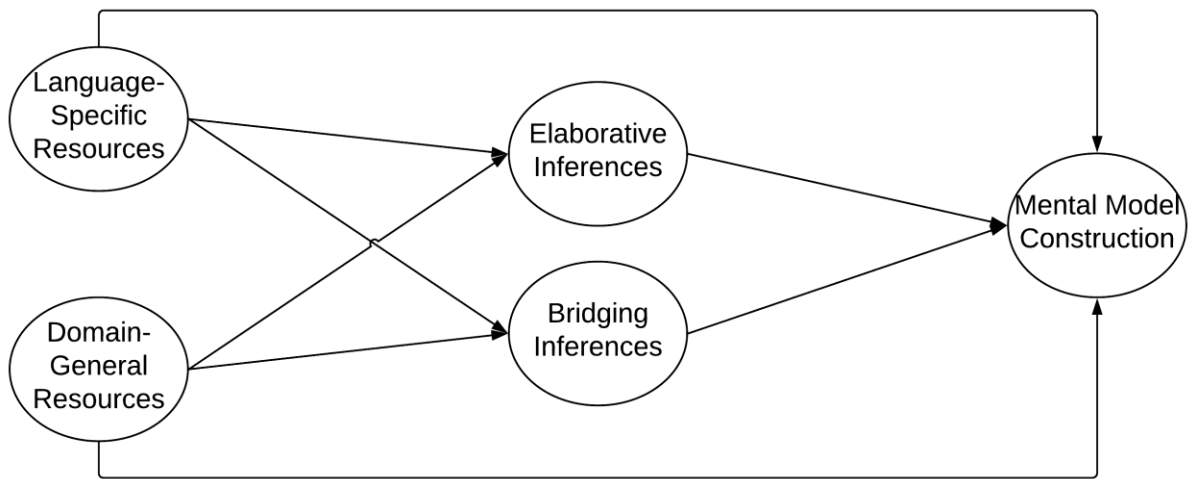 Language-
Specific
Resources
Elaborative
Inferences
Mental Model
Construction
Domain-
General
Resources
Bridging
Inferences